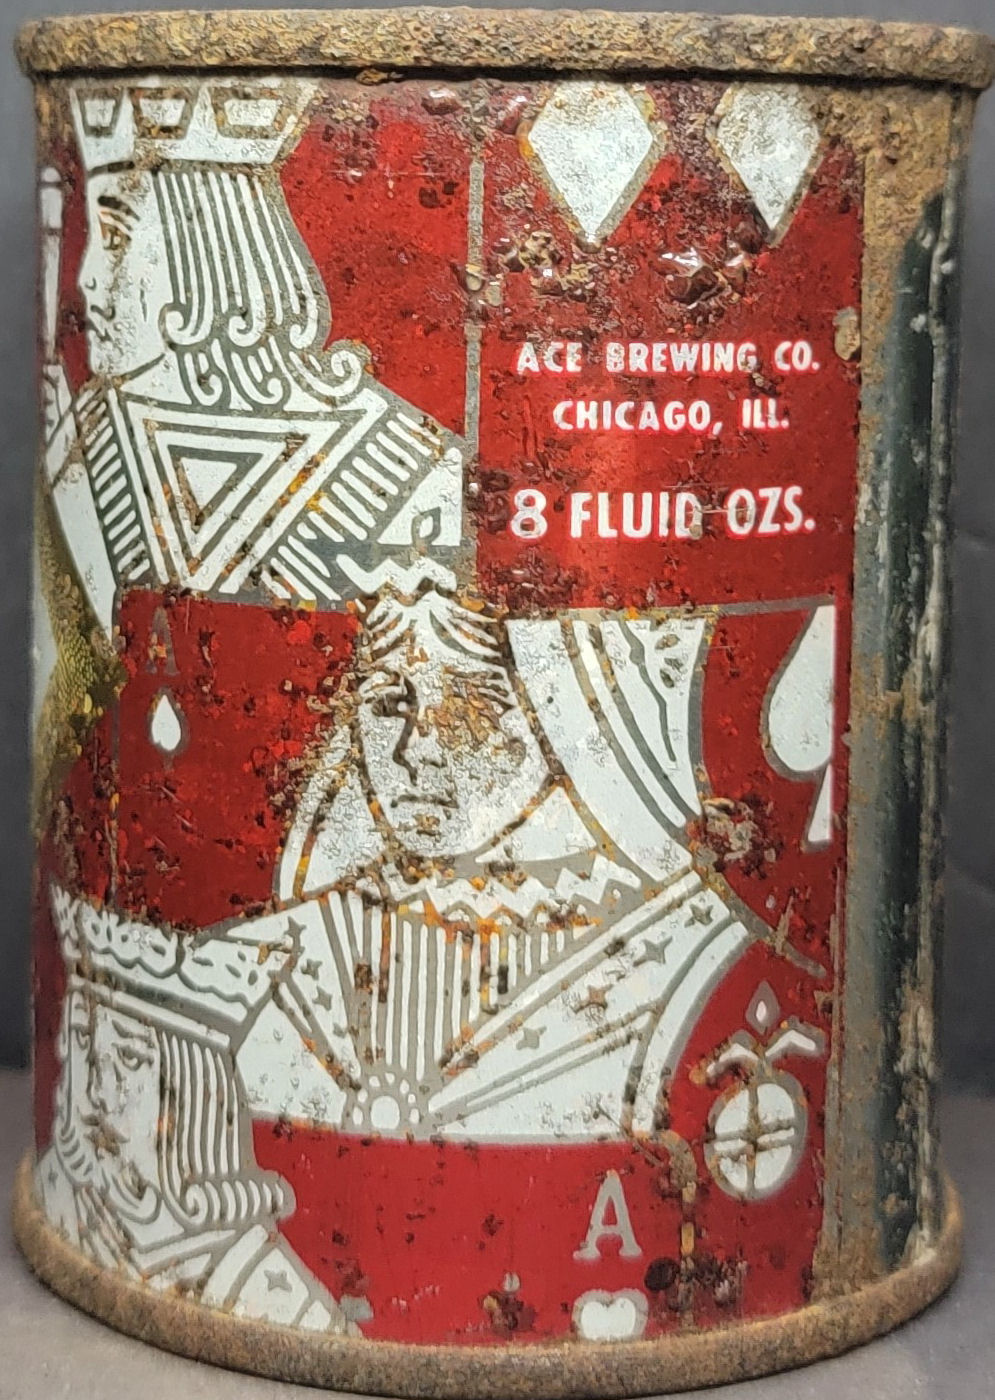 ACE BREWING CO.
CHICAGO, ILL.
8 FLUID OZS.
A
A